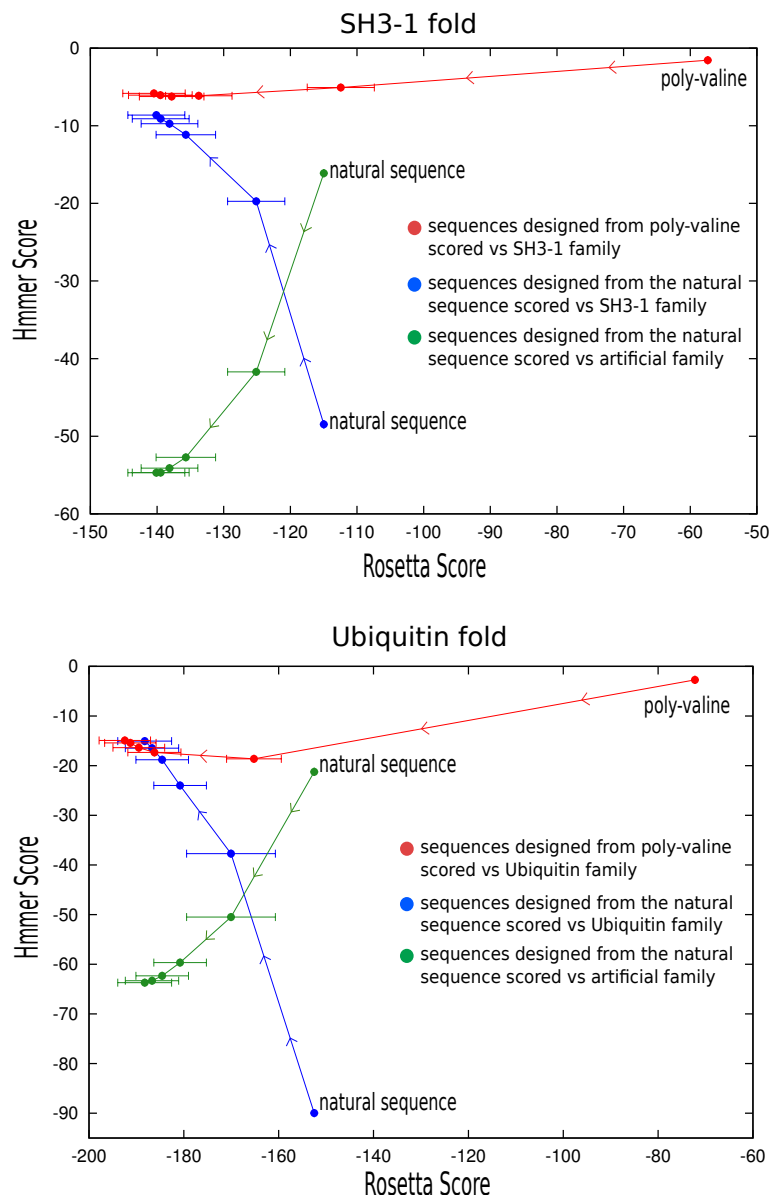 SH3-1 fold
0
-10
-20
-30
-40
-50
-60
Hmmer Score
poly-valine
natural sequence
sequences designed from poly-valine
scored vs SH3-1 family
sequences designed from the natural
sequence scored vs SH3-1 family
sequences designed from the natural
sequence scored vs artificial family
natural sequence
-150 -140 -130 -120 -110 -100 -90 -80 -70 -60 -50
Rosetta Score
Ubiquitin fold
0
-10
-20
-30
-40
-50
-60
-70
-80
-90
Hmmer Score
poly-valine
natural sequence
sequences designed from poly-valine
scored vs Ubiquitin family
sequences designed from the natural
sequence scored vs Ubiquitin family
sequences designed from the natural
sequence scored vs artificial family
natural sequence
-200 -180 -160 -140 -120 -100 -80 -60
Rosetta Score